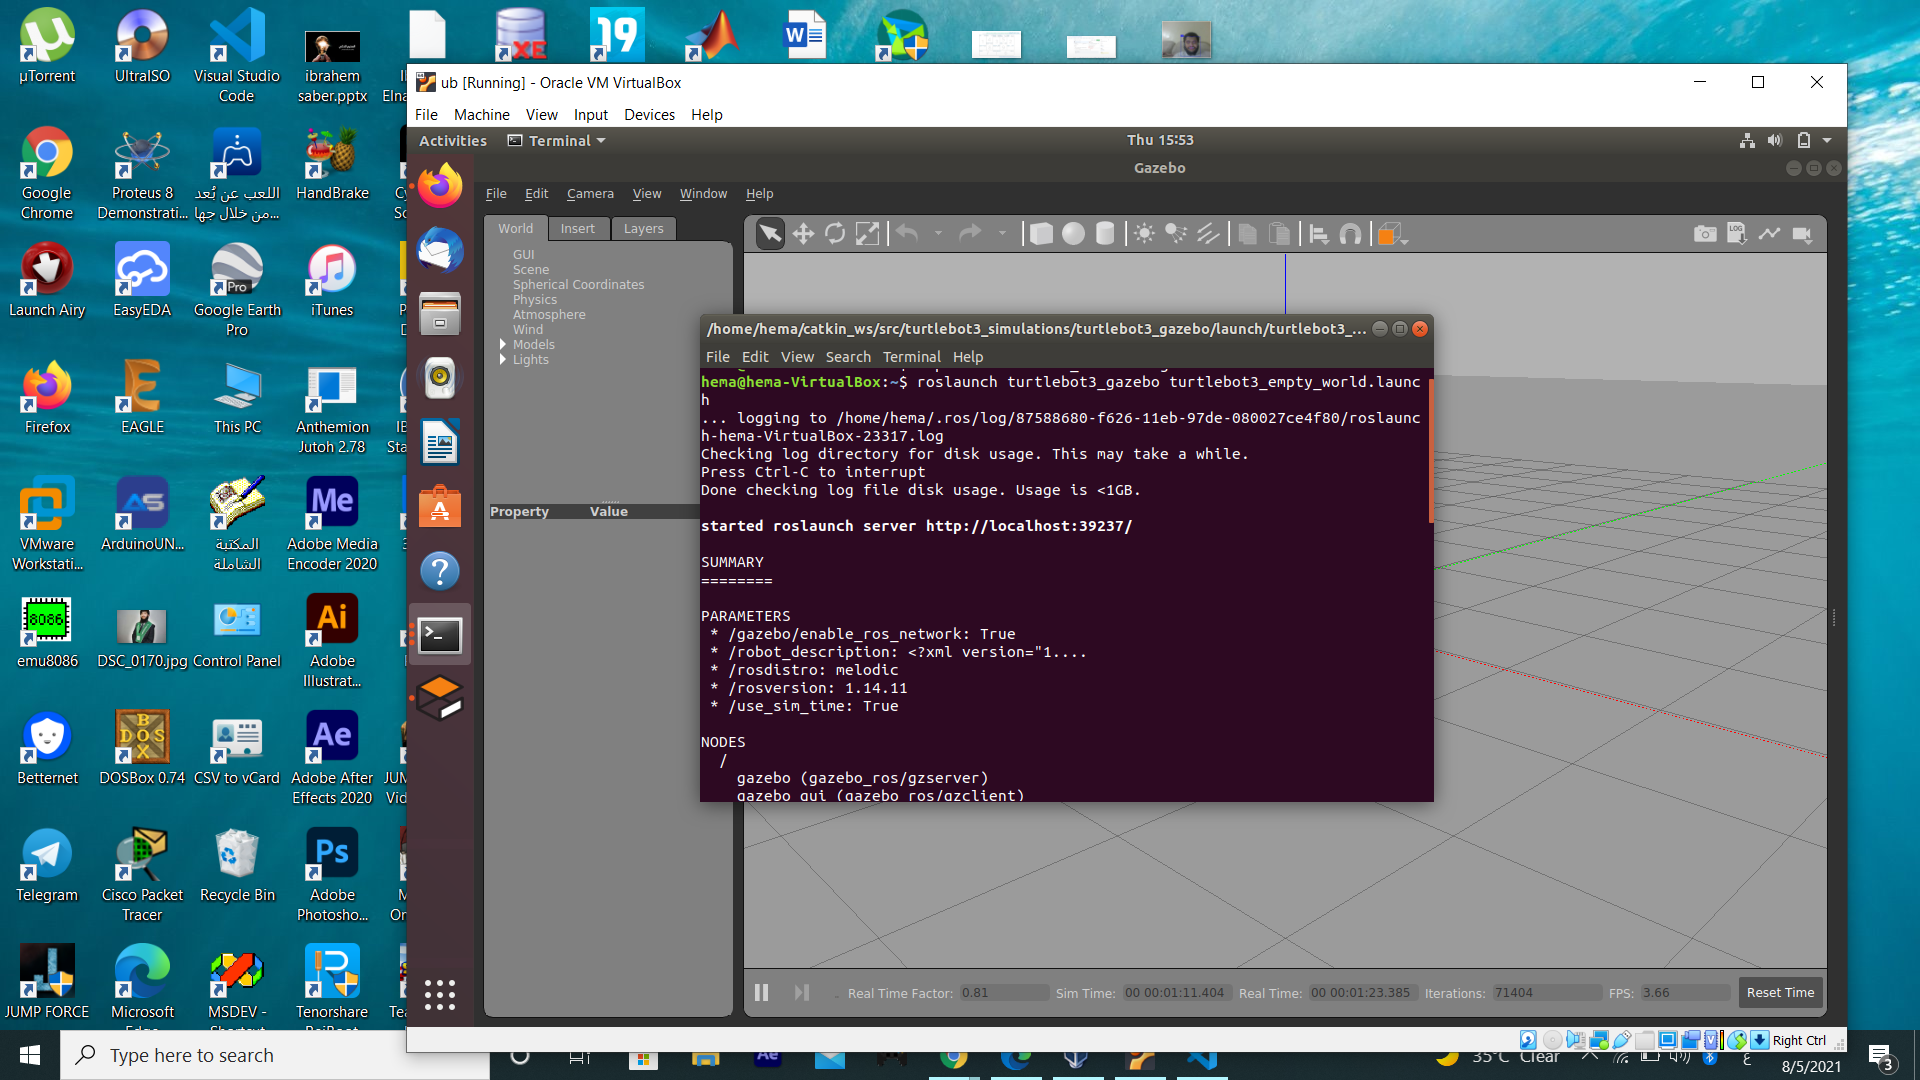 µTorrent
UltraISO
Visual Studio
Code
ibrahem
saber.pptx
Google
Chrome
Proteus 8
Demonstrati...
اللعب عن بُعد
من خلال جها...
HandBrake
Launch Airy
EasyEDA
Google Earth
Pro
iTunes
Firefox
EAGLE
This PC
Anthemion
Jutoh 2.78
VMware
Workstati...
ArduinoUN...
المكتبة
الشاملة
Adobe Media
Encoder 2020
8086
emu8086
DSC_0170.jpg
Control Panel
Adobe
Illustrat...
Betternet
DOSBox 0.74
CSV to vCard
Adobe After
Effects 2020
Telegram
Cisco Packet
Tracer
Recycle Bin
Adobe
Photosho...
JUMP FORCE
Microsoft
Edge
MSDEV -
Shortcut
Tenorshare
ub [Running] - Oracle VM VirtualBox
File Machine View Input Devices Help
Activities Terminal Thu 15:53
Gazebo
File Edit Camera View Window Help
World Insert Layers
GUI
Scene
Spherical Coordinates
Physics
Atmosphere
Wind
Models
Lights
Property Value
LOG
/home/hema/catkin_ws/src/turtlebot3_simulations/turtlebot3_gazebo/launch/turtlebot3_...
File Edit View Search Terminal Help
hema@hema-VirtualBox:~$ roslaunch turtlebot3_gazebo turtlebot3_empty_world.launc
h
... logging to /home/hema/.ros/log/87588680-f626-11eb-97de-080027ce4f80/roslaunc
h-hema-VirtualBox-23317.log
Checking log directory for disk usage. This may take a while.
Press Ctrl-C to interrupt
Done checking log file disk usage. Usage is <1GB.
started roslaunch server http://localhost:39237/
SUMMARY
========
PARAMETERS
* /gazebo/enable_ros_network: True
* /robot_description: <?xml version="1....
* /rosdistro: melodic
* /rosversion: 1.14.11
* /use_sim_time: True
NODES
/
gazebo (gazebo_ros/gzserver)
gazebo_gui (gazebo_ros/gzclient)
Real Time Factor: 0.81 Sim Time: 00 00:01:11.404 Real Time: 00 00:01:23.385 Iterations: 71404 FPS: 3.66 Reset Time
Right Ctrl
Type here to search
35°C Clear
ع
8/5/2021
3